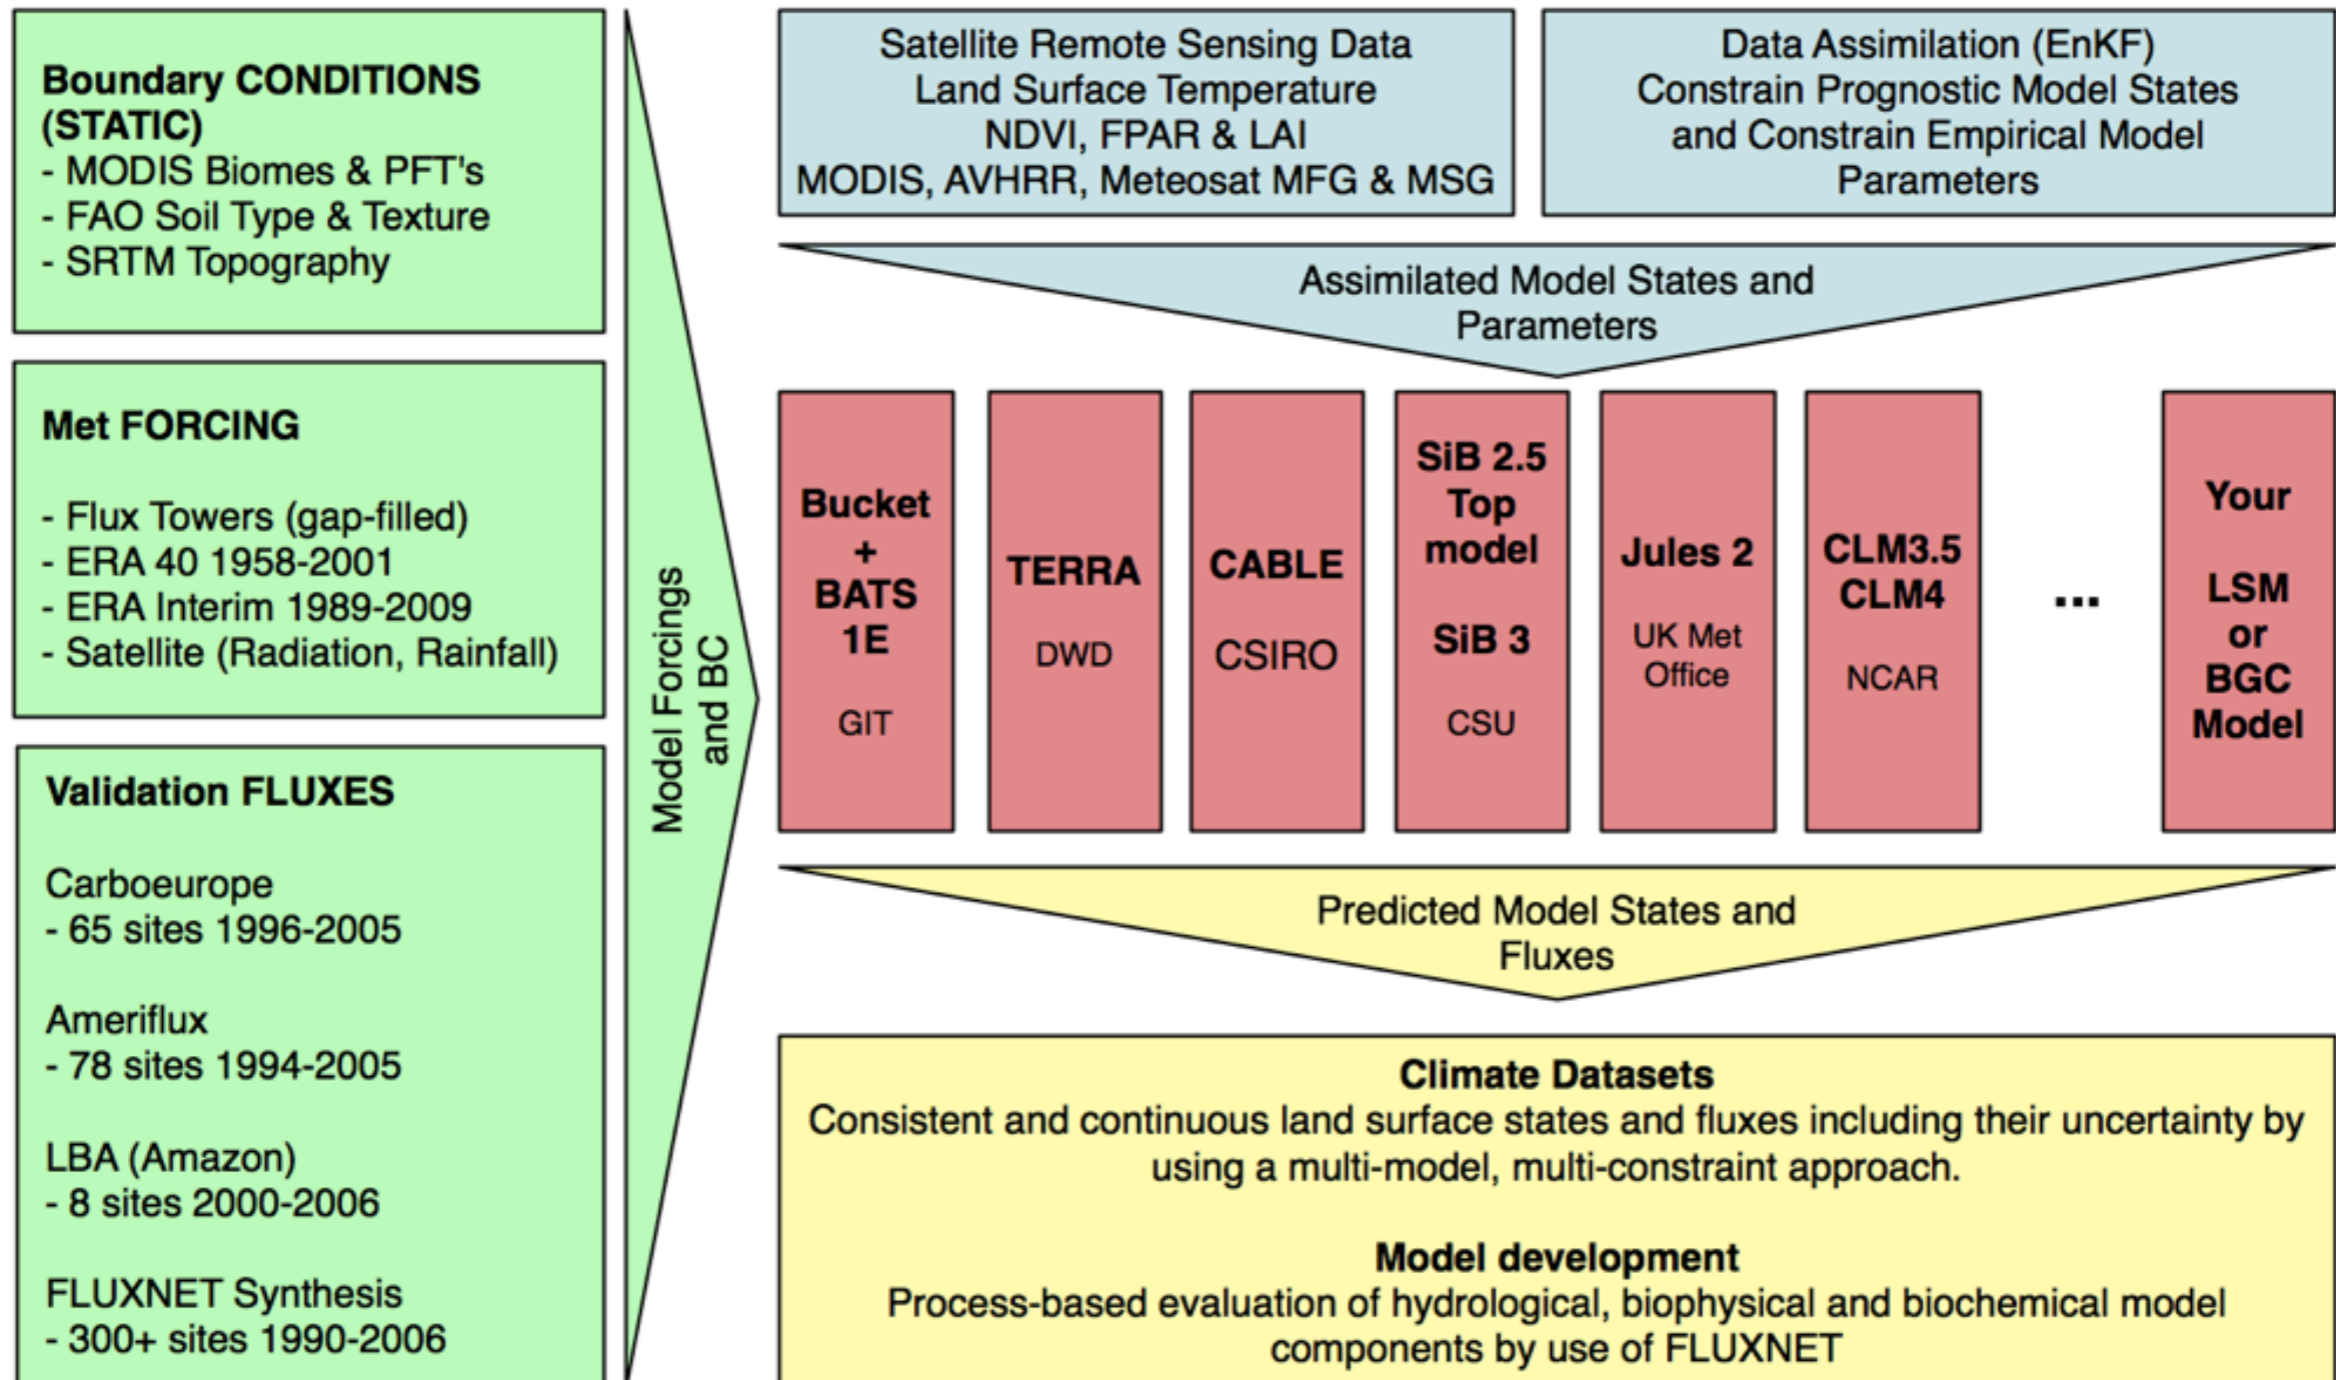 Boundary CONDITIONS
(STATIC)
- MODIS Biomes & PFT's
- FAO Soil Type & Texture
- SRTM Topography
Met FORCING
- Flux Towers (gap-filled)
- ERA 40 1958-2001
- ERA Interim 1989-2009
- Satellite (Radiation, Rainfall)
Validation FLUXES
Carboeurope
- 65 sites 1996-2005
Ameriflux
- 78 sites 1994-2005
LBA (Amazon)
- 8 sites 2000-2006
FLUXNET Synthesis
- 300+ sites 1990-2006
Model Forcings
and BC
Satellite Remote Sensing Data
Land Surface Temperature
NDVI, FPAR & LAI
MODIS, AVHRR, Meteosat MFG & MSG
Data Assimilation (EnKF)
Constrain Prognostic Model States
and Constrain Empirical Model
Parameters
Assimilated Model States and
Parameters
Bucket
+
BATS
1E
GIT
TERRA
DWD
CABLE
CSIRO
SiB 2.5
Top
model
SiB 3
CSU
Jules 2
UK Met
Office
CLM3.5
CLM4
NCAR
...
Your
LSM
or
BGC
Model
Predicted Model States and
Fluxes
Climate Datasets
Consistent and continuous land surface states and fluxes including their uncertainty by
using a multi-model, multi-constraint approach.
Model development
Process-based evaluation of hydrological, biophysical and biochemical model
components by use of FLUXNET